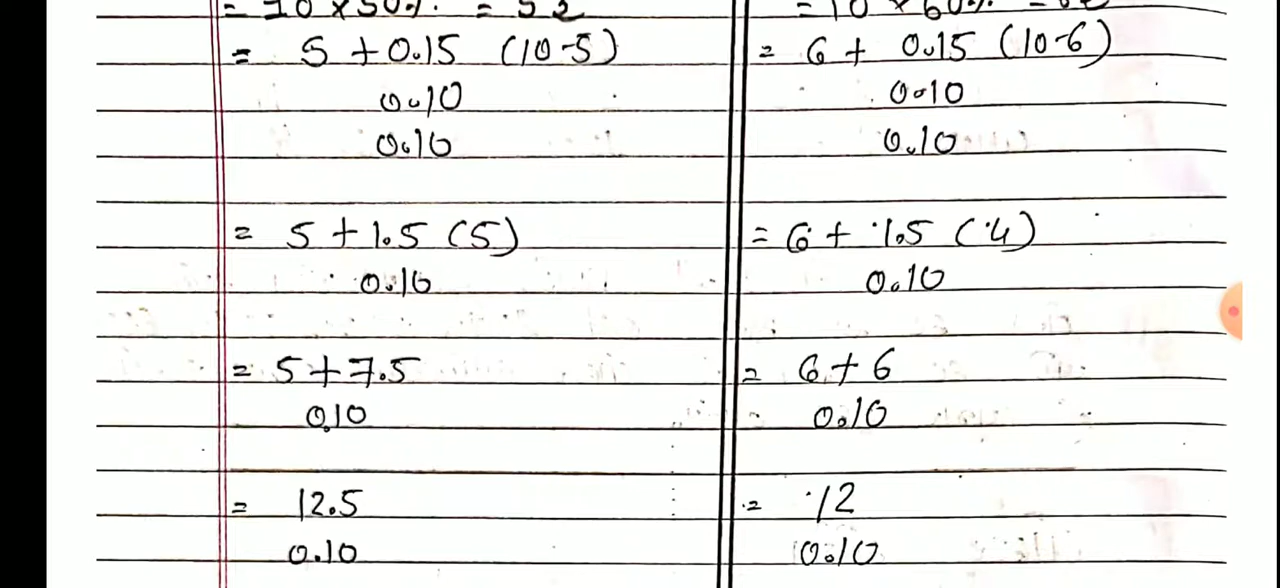 = 5 + 0.15 (10-5)
0.10
0.10
= 5 + 1.5 (5)
0.10
= 5 + 7.5
0.10
= 12.5
0.10
= 6 + 0.15 (10-6)
0.10
0.10
= 6 + 1.5 (4)
0.10
= 6 + 6
0.10
= 12
0.10